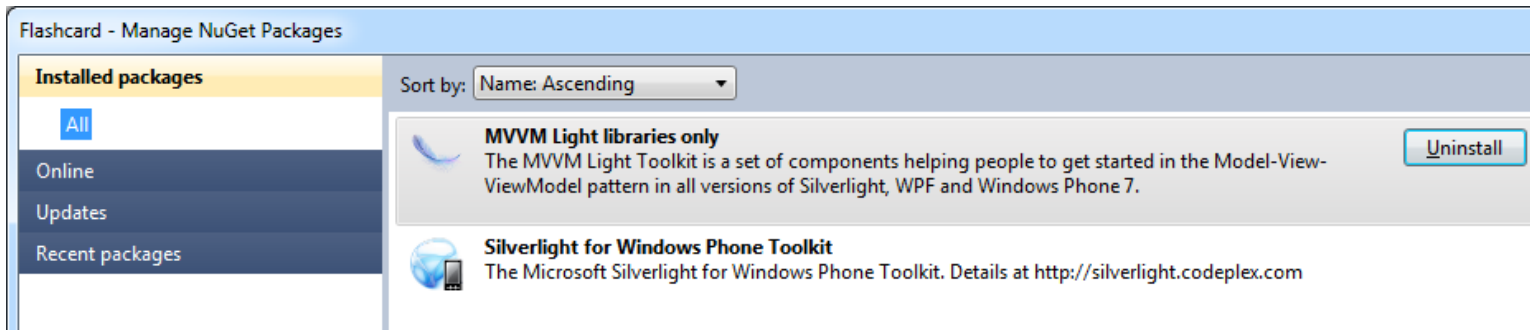 Flashcard - Manage NuGet Packages
Installed packages
All
Online
Updates
Recent packages
Sort by: Name: Ascending
MVVM Light libraries only
The MVVM Light Toolkit is a set of components helping people to get started in the Model-View-
ViewModel pattern in all versions of Silverlight, WPF and Windows Phone 7.
Uninstall
Silverlight for Windows Phone Toolkit
The Microsoft Silverlight for Windows Phone Toolkit. Details at http://silverlight.codeplex.com